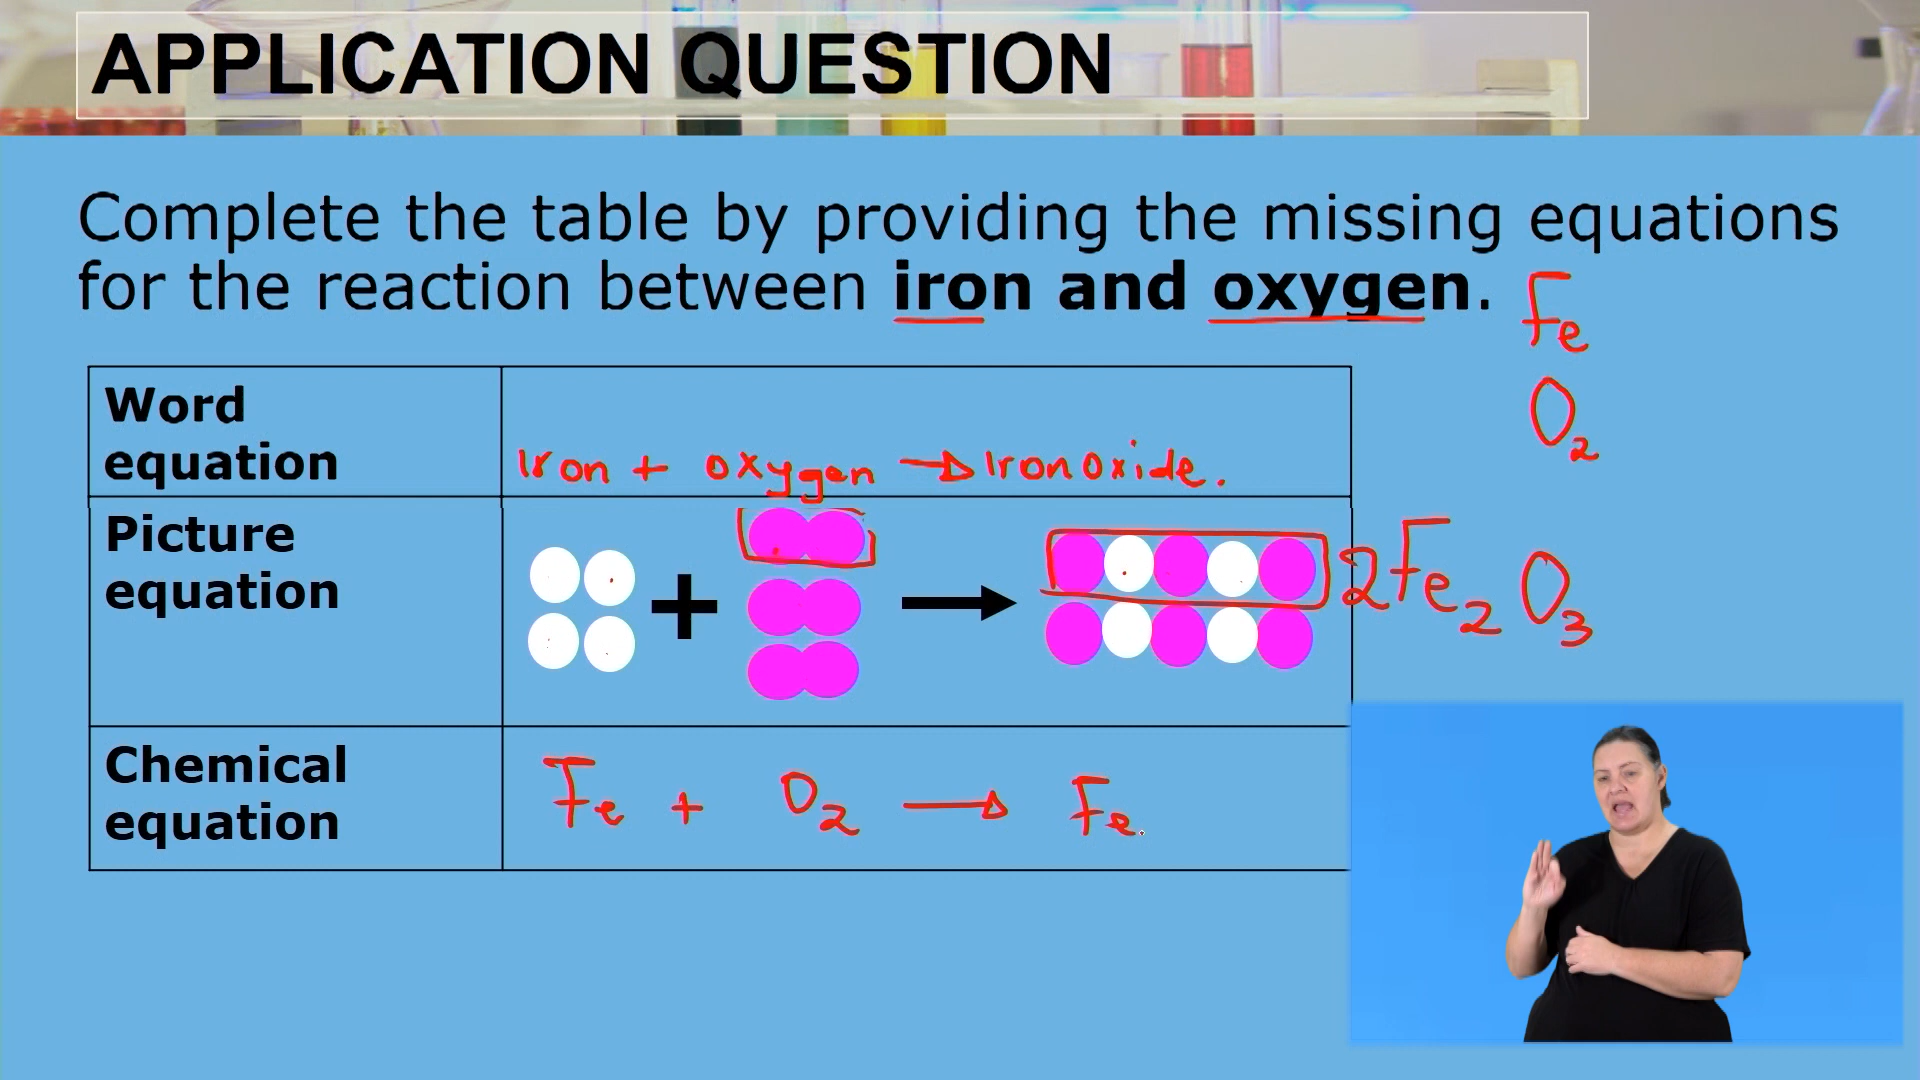 APPLICATION QUESTION
Complete the table by providing the missing equations
for the reaction between iron and oxygen.
Fe
O2
Word
equation
Iron + oxygen → Iron oxide.
Picture
equation
+ →
2Fe2O3
Chemical
equation
Fe + O2 → Fe